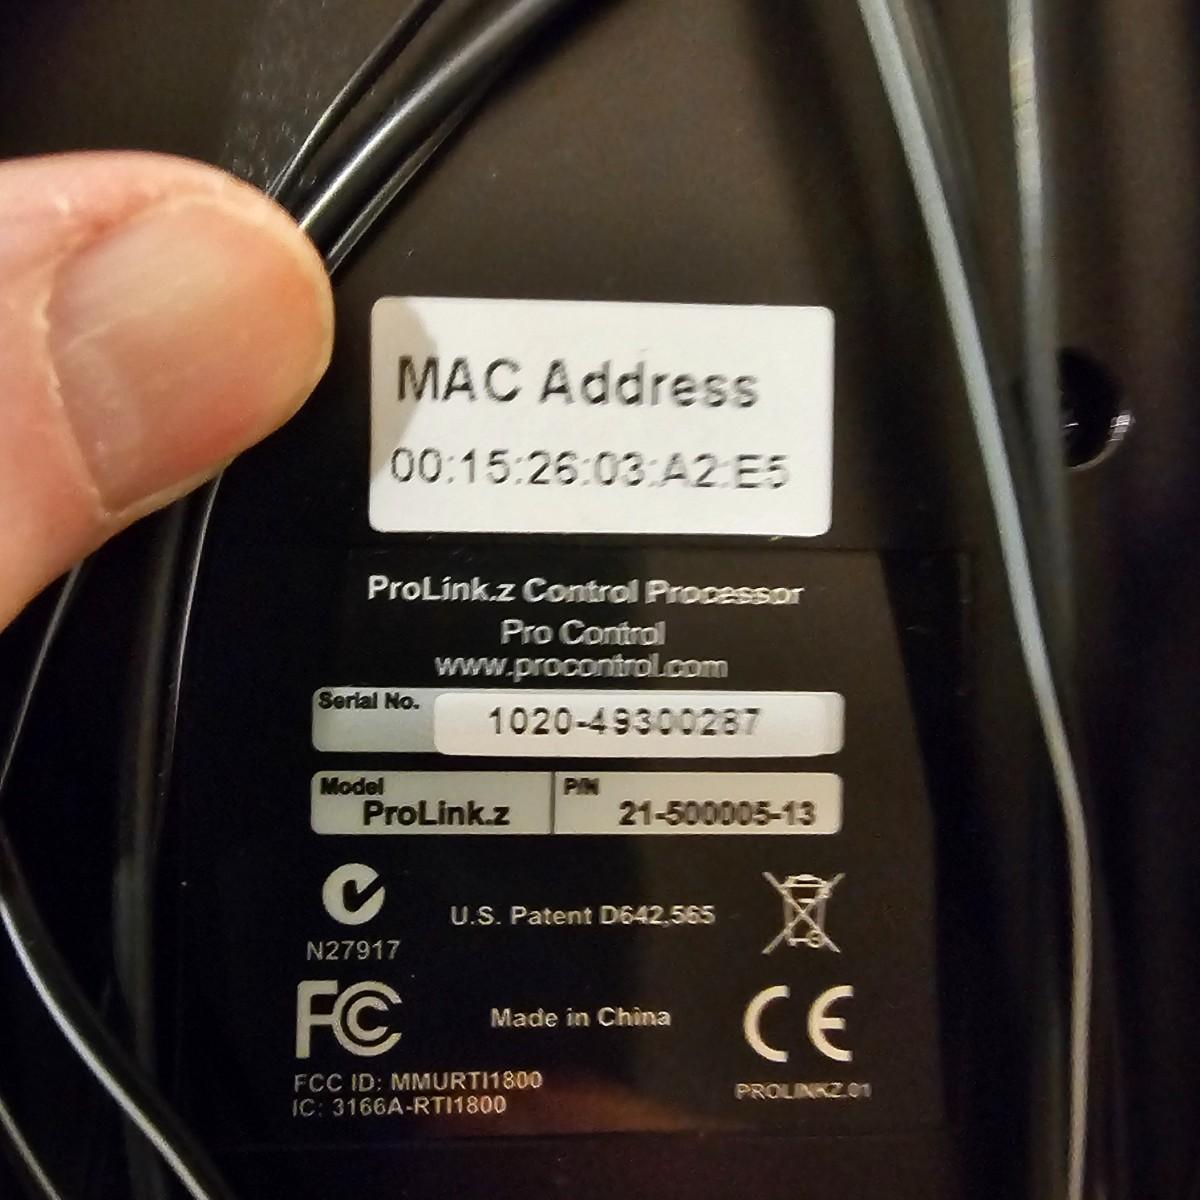 MAC Address
00:15:26:03:A2:E5
ProLink.z Control Processor
Pro Control
www.procontrol.com
Serial No.
1020-49300287
Model
ProLink.z
P/N
21-500005-13
N27917
U.S. Patent D642,565
FC
Made in China
CE
FCC ID: MMURTI1800
IC: 3166A-RTI1800
PROLINKZ.01